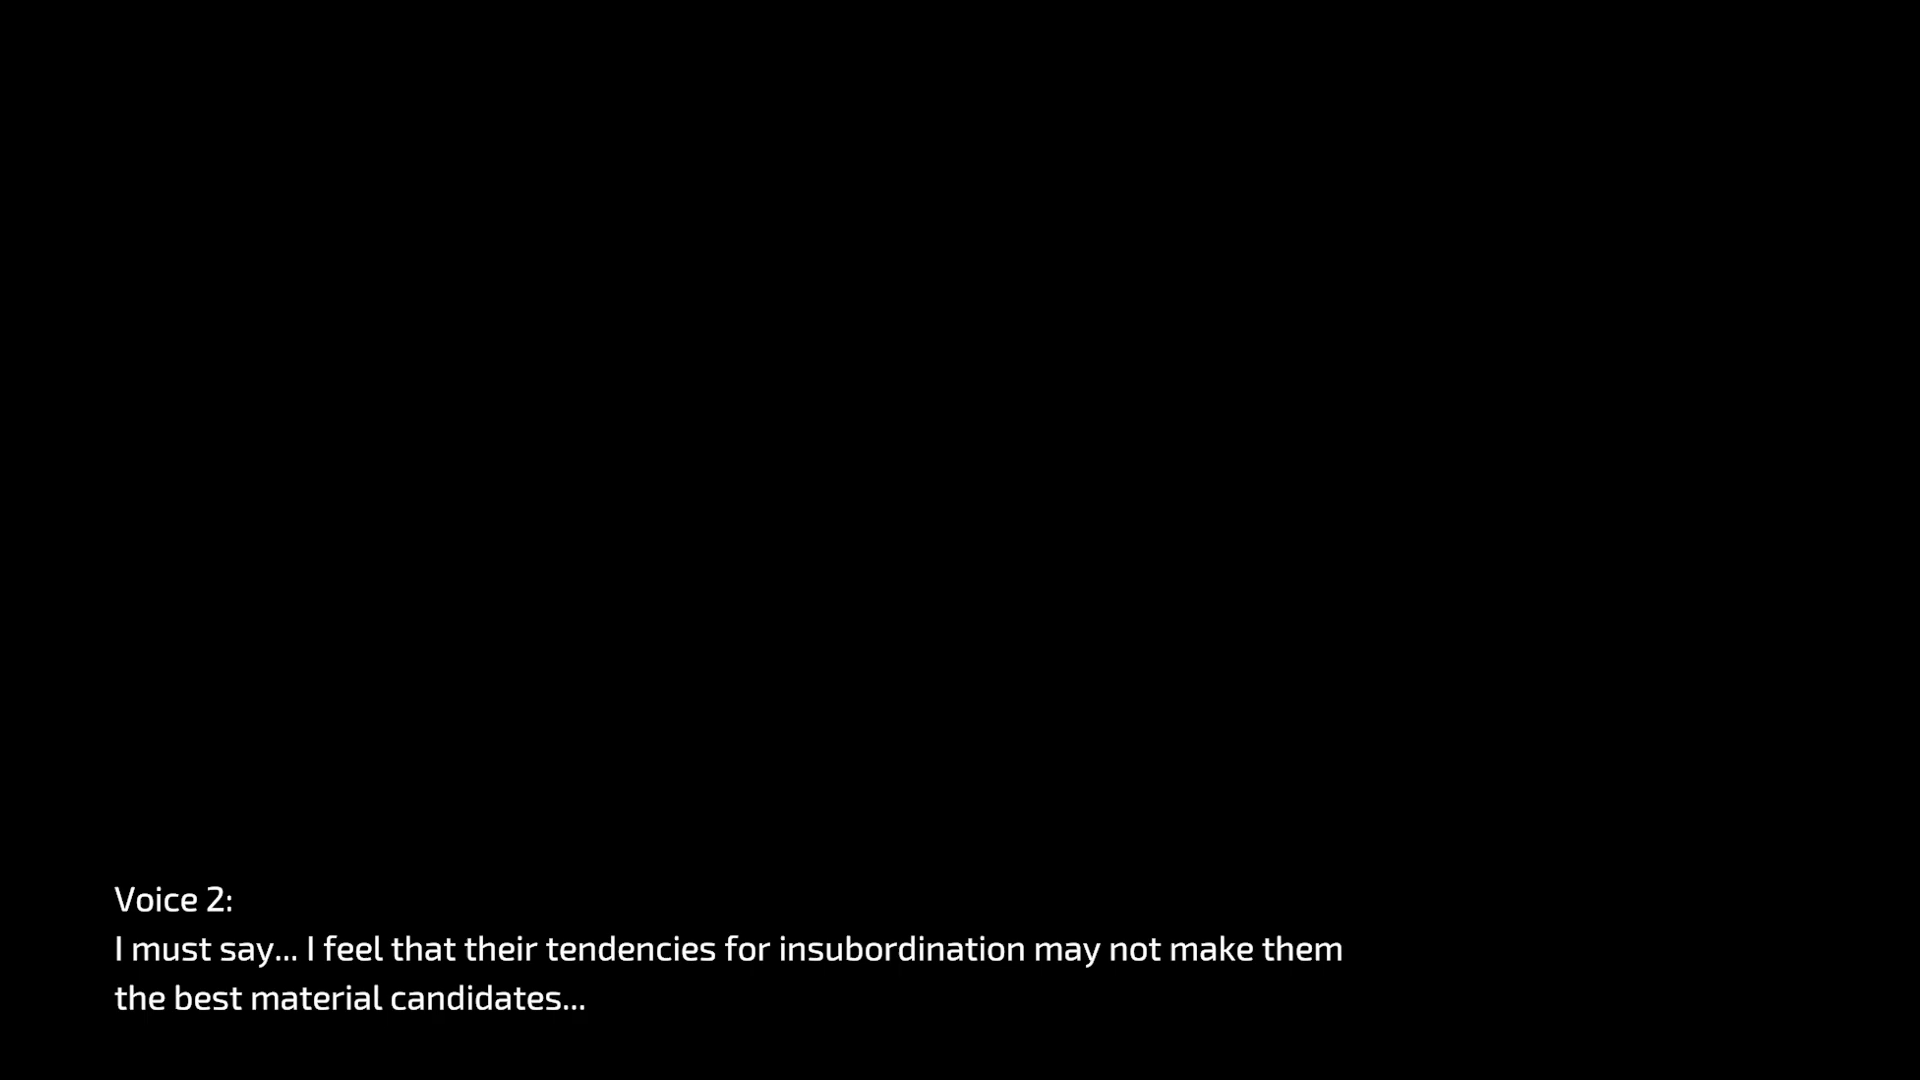 Voice 2:
I must say... I feel that their tendencies for insubordination may not make them
the best material candidates...